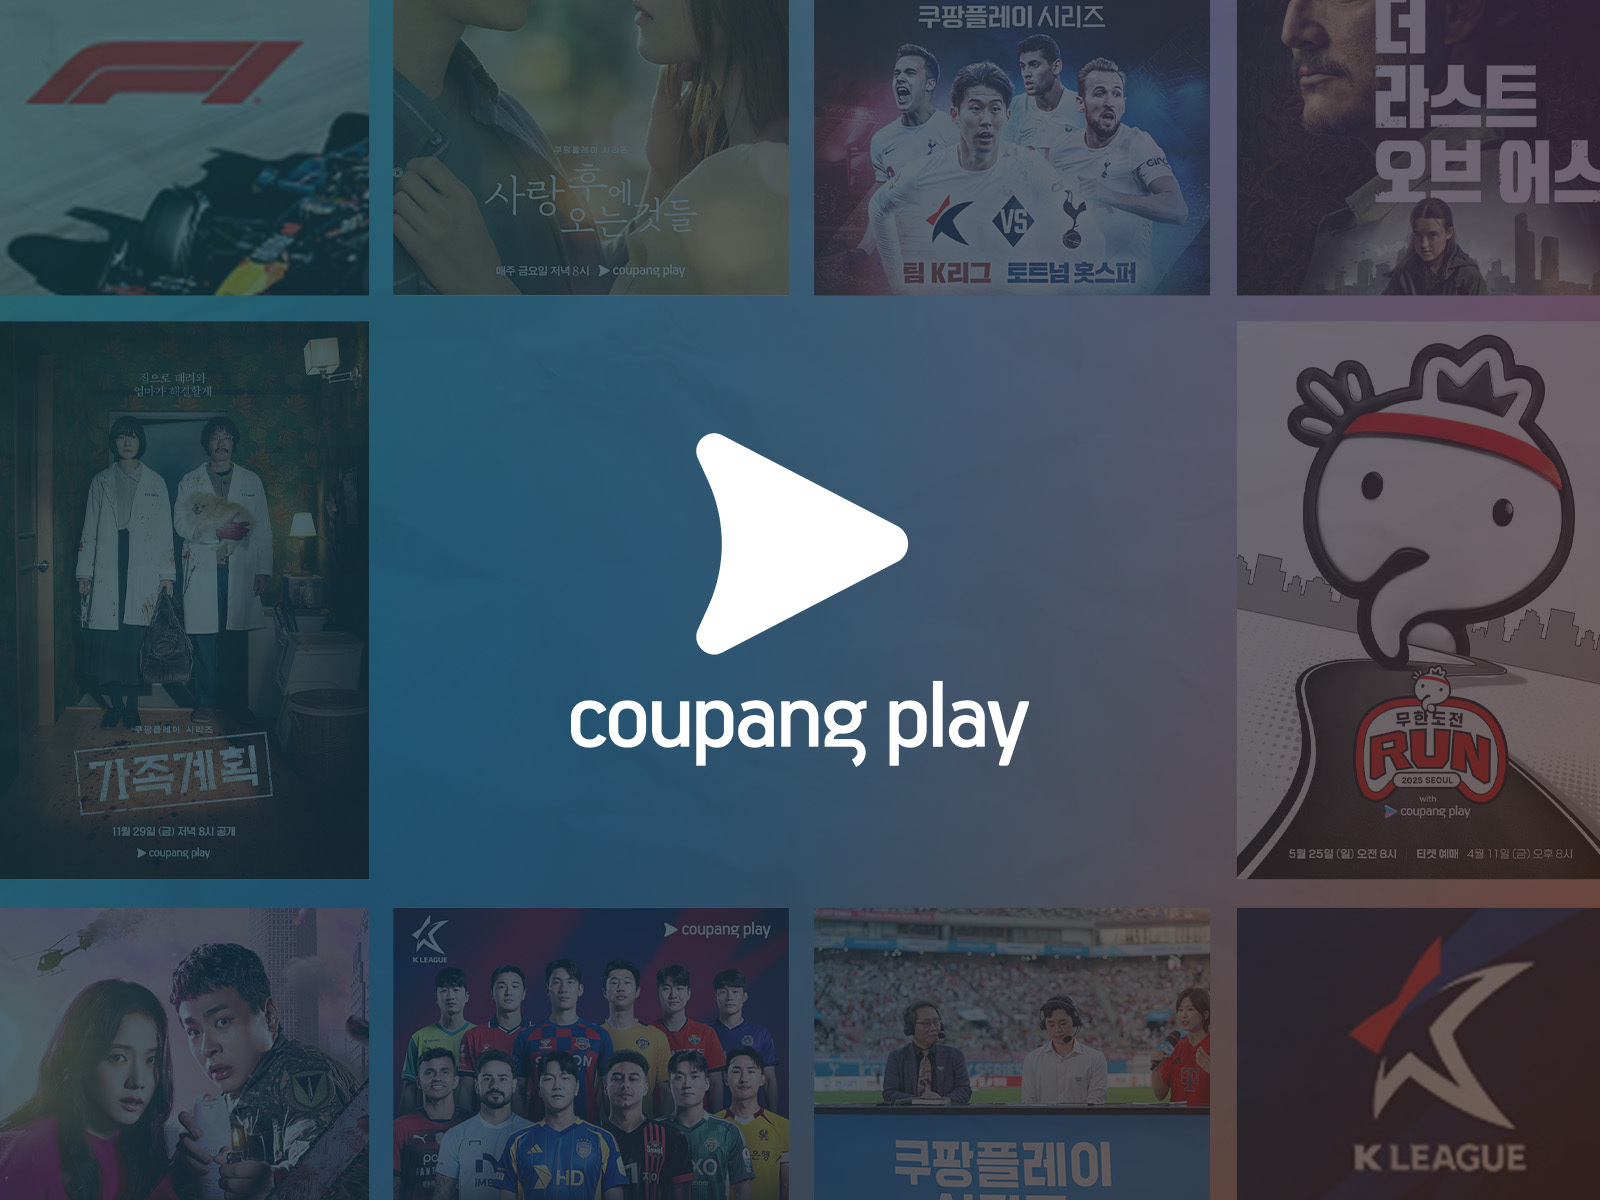 F1
쿠팡플레이 시리즈
사랑 후에
오는 것들
매주 금요일 저녁 8시 coupang play
쿠팡플레이 시리즈
VS
팀 K리그 토트넘 홋스퍼
더
라스트
오브 어스
집으로 데려와
엄마가 해결할게
쿠팡플레이 시리즈
가족계획
11월 29일 (금) 저녁 8시 공개
coupang play
coupang play
무한도전
RUN
2025 SEOUL
with
coupang play
5월 25일 (일) 오전 8시 티켓 예매 4월 11일 (금) 오후 8시
K LEAGUE
coupang play
HD
쿠팡플레이
K LEAGUE